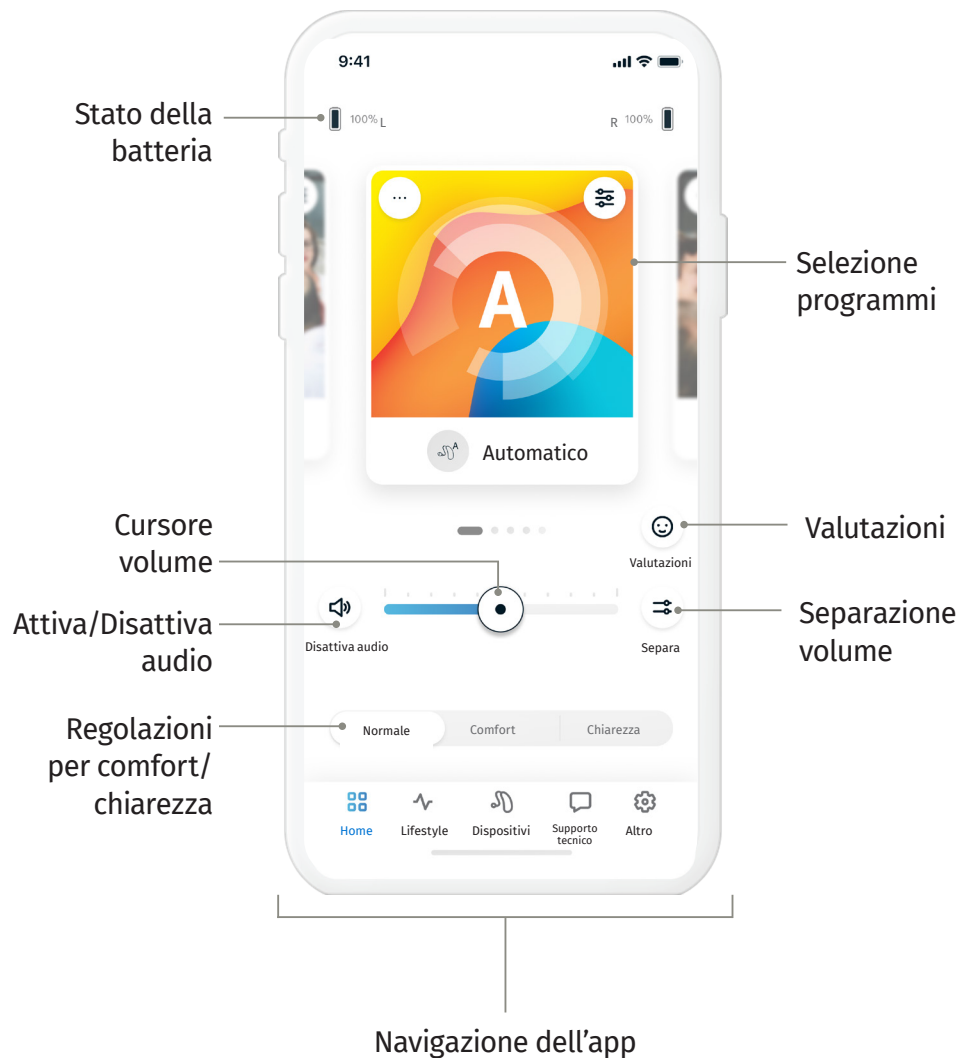 9:41
Stato della
batteria
100% L
R 100%
...
A
Selezione
programmi
A
Automatico
Cursore
volume
Valutazioni
Valutazioni
Attiva/Disattiva
audio
Disattiva audio
Separa
Separazione
volume
Regolazioni
per comfort/
chiarezza
Normale
Comfort
Chiarezza
Home
Lifestyle
Dispositivi
Supporto
tecnico
Altro
Navigazione dell’app